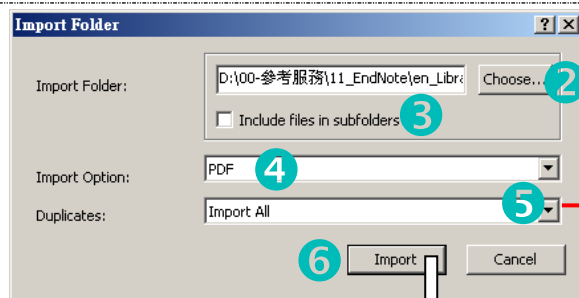 Import Folder
Import Folder: D:\00-參考服務\11_EndNote\en_Libra Choose... 2
Include files in subfolders 3
Import Option: PDF 4
Duplicates: Import All 5
6 Import Cancel